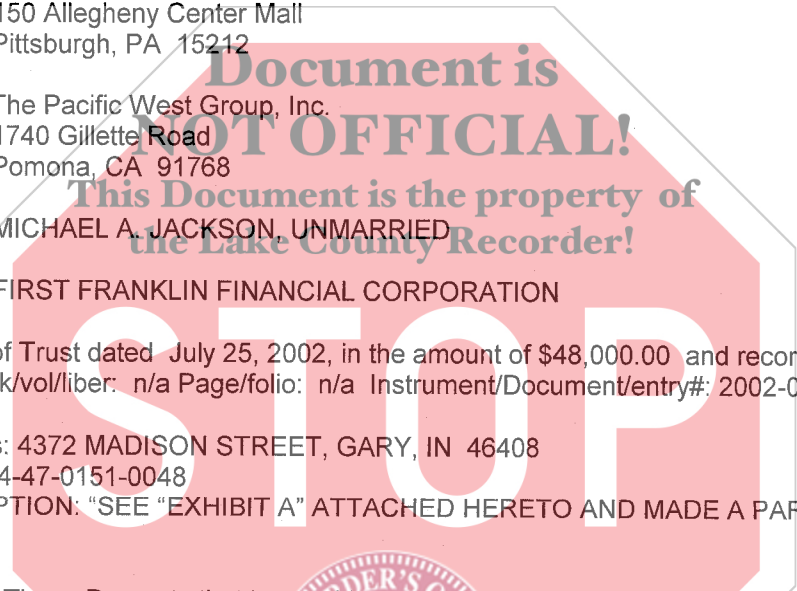 150 Allegheny Center Mall
Pittsburgh, PA 15212
Document is
The Pacific West Group, Inc.
1740 Gillette Road
NOT OFFICIAL!
Pomona, CA 91768
This Document is the property of
MICHAEL A. JACKSON, UNMARRIED
the Lake County Recorder!
FIRST FRANKLIN FINANCIAL CORPORATION
STOP
of Trust dated July 25, 2002, in the amount of $48,000.00 and recor
k/vol/liber: n/a Page/folio: n/a Instrument/Document/entry#: 2002-0
s: 4372 MADISON STREET, GARY, IN 46408
4-47-0151-0048
PTION: "SEE "EXHIBIT A" ATTACHED HERETO AND MADE A PAR
RDER'S O